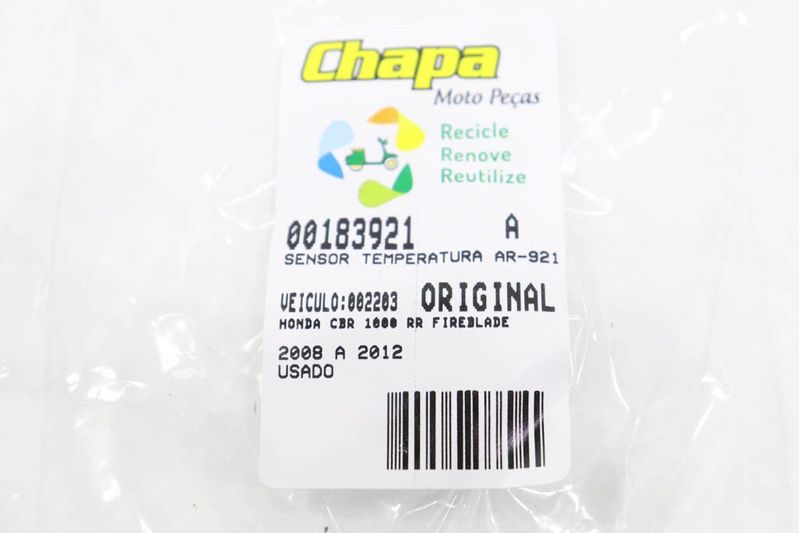 Chapa
Moto Peças
Recicle
Renove
Reutilize
00183921 A
SENSOR TEMPERATURA AR-921
VEICULO:002203 ORIGINAL
HONDA CBR 1000 RR FIREBLADE
2008 A 2012
USADO